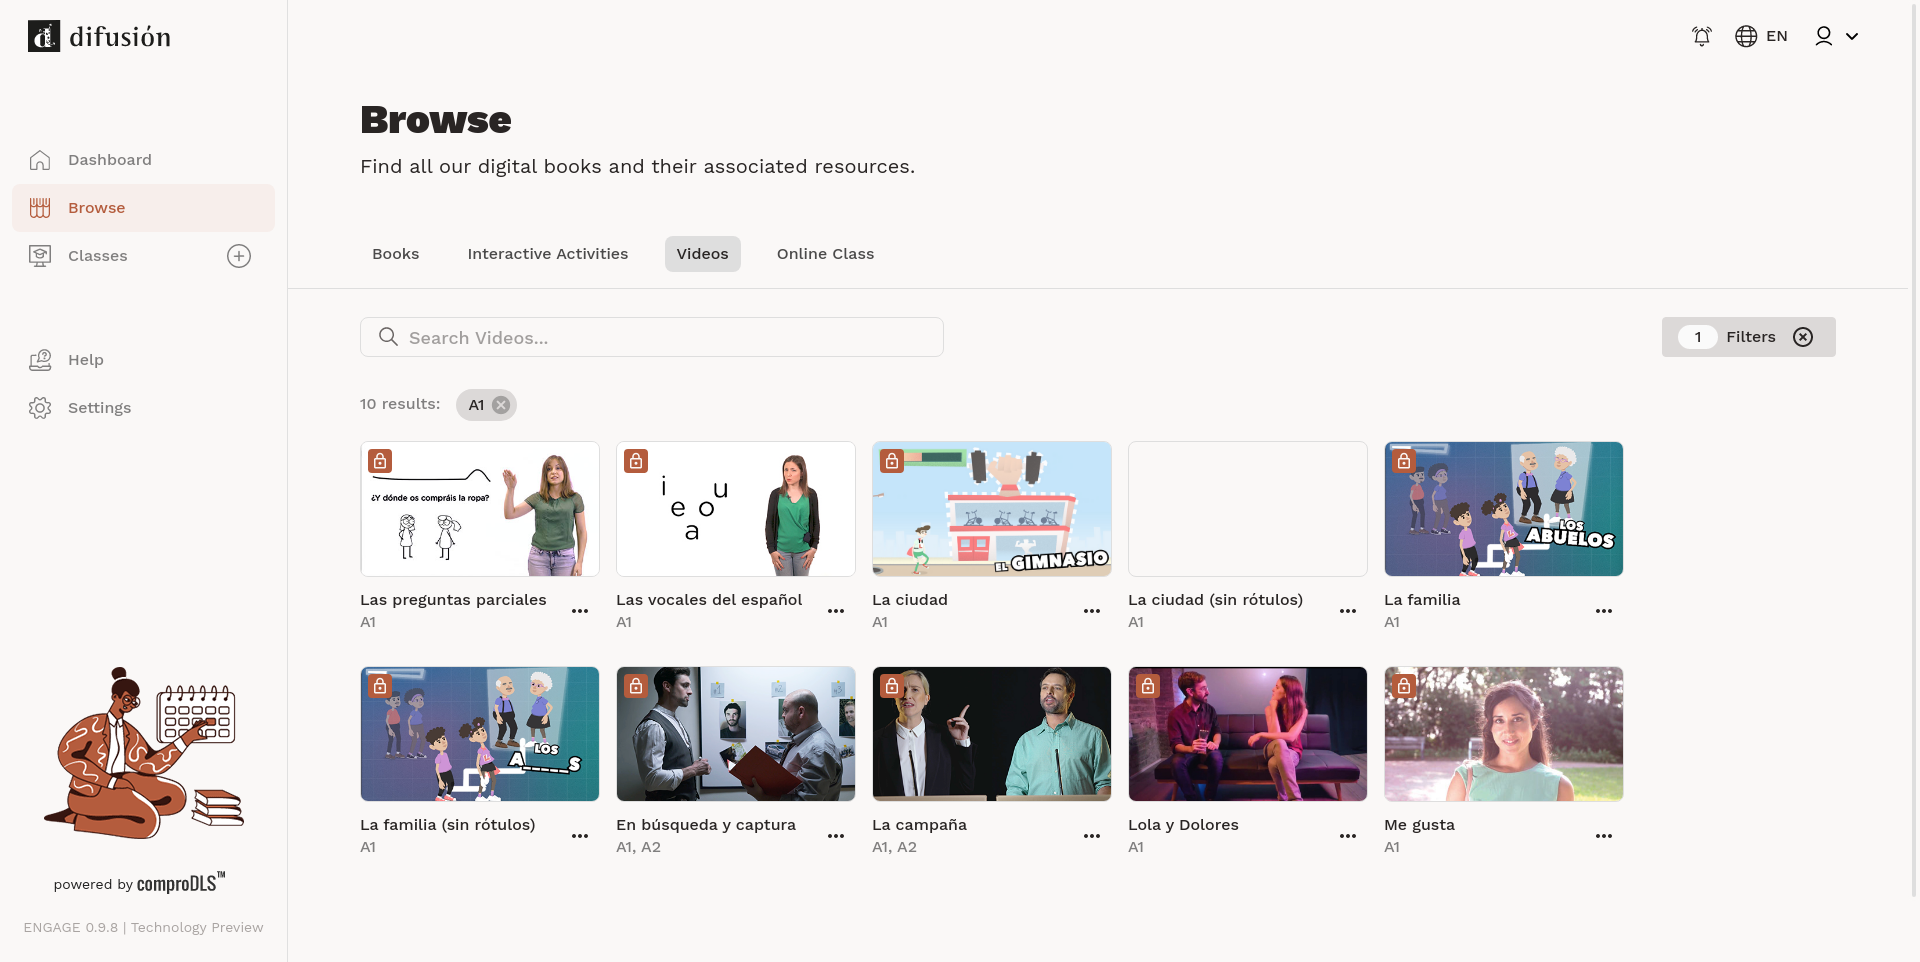 difusión
EN
Browse
Find all our digital books and their associated resources.
Dashboard
Browse
Classes
Help
Settings
Books
Interactive Activities
Videos
Online Class
Search Videos...
1
Filters
10 results:
A1
¿Y dónde os compráis la ropa?
i
u
e
o
a
EL GIMNASIO
LOS
ABUELOS
Las preguntas parciales
A1
Las vocales del español
A1
La ciudad
A1
La ciudad (sin rótulos)
A1
La familia
A1
LOS
A____S
La familia (sin rótulos)
A1
En búsqueda y captura
A1, A2
La campaña
A1, A2
Lola y Dolores
A1
Me gusta
A1
powered by comproDLS™
ENGAGE 0.9.8 | Technology Preview